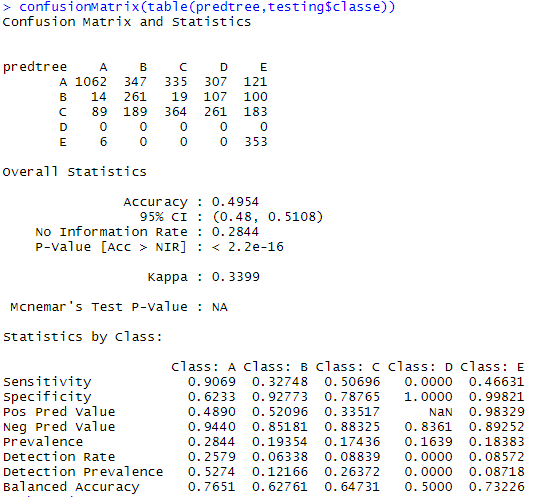 > confusionMatrix(table(predtree,testing$classe))
Confusion Matrix and Statistics
predtree A B C D E
A 1062 347 335 307 121
B 14 261 19 107 100
C 89 189 364 261 183
D 0 0 0 0 0
E 6 0 0 0 353
Overall Statistics
Accuracy : 0.4954
95% CI : (0.48, 0.5108)
No Information Rate : 0.2844
P-Value [Acc > NIR] : < 2.2e-16
Kappa : 0.3399
Mcnemar's Test P-Value : NA
Statistics by Class:
Class: A Class: B Class: C Class: D Class: E
Sensitivity 0.9069 0.32748 0.50696 0.0000 0.46631
Specificity 0.6233 0.92773 0.78765 1.0000 0.99821
Pos Pred Value 0.4890 0.52096 0.33517 NaN 0.98329
Neg Pred Value 0.9440 0.85181 0.88325 0.8361 0.89252
Prevalence 0.2844 0.19354 0.17436 0.1639 0.18383
Detection Rate 0.2579 0.06338 0.08839 0.0000 0.08572
Detection Prevalence 0.5274 0.12166 0.26372 0.0000 0.08718
Balanced Accuracy 0.7651 0.62761 0.64731 0.5000 0.73226